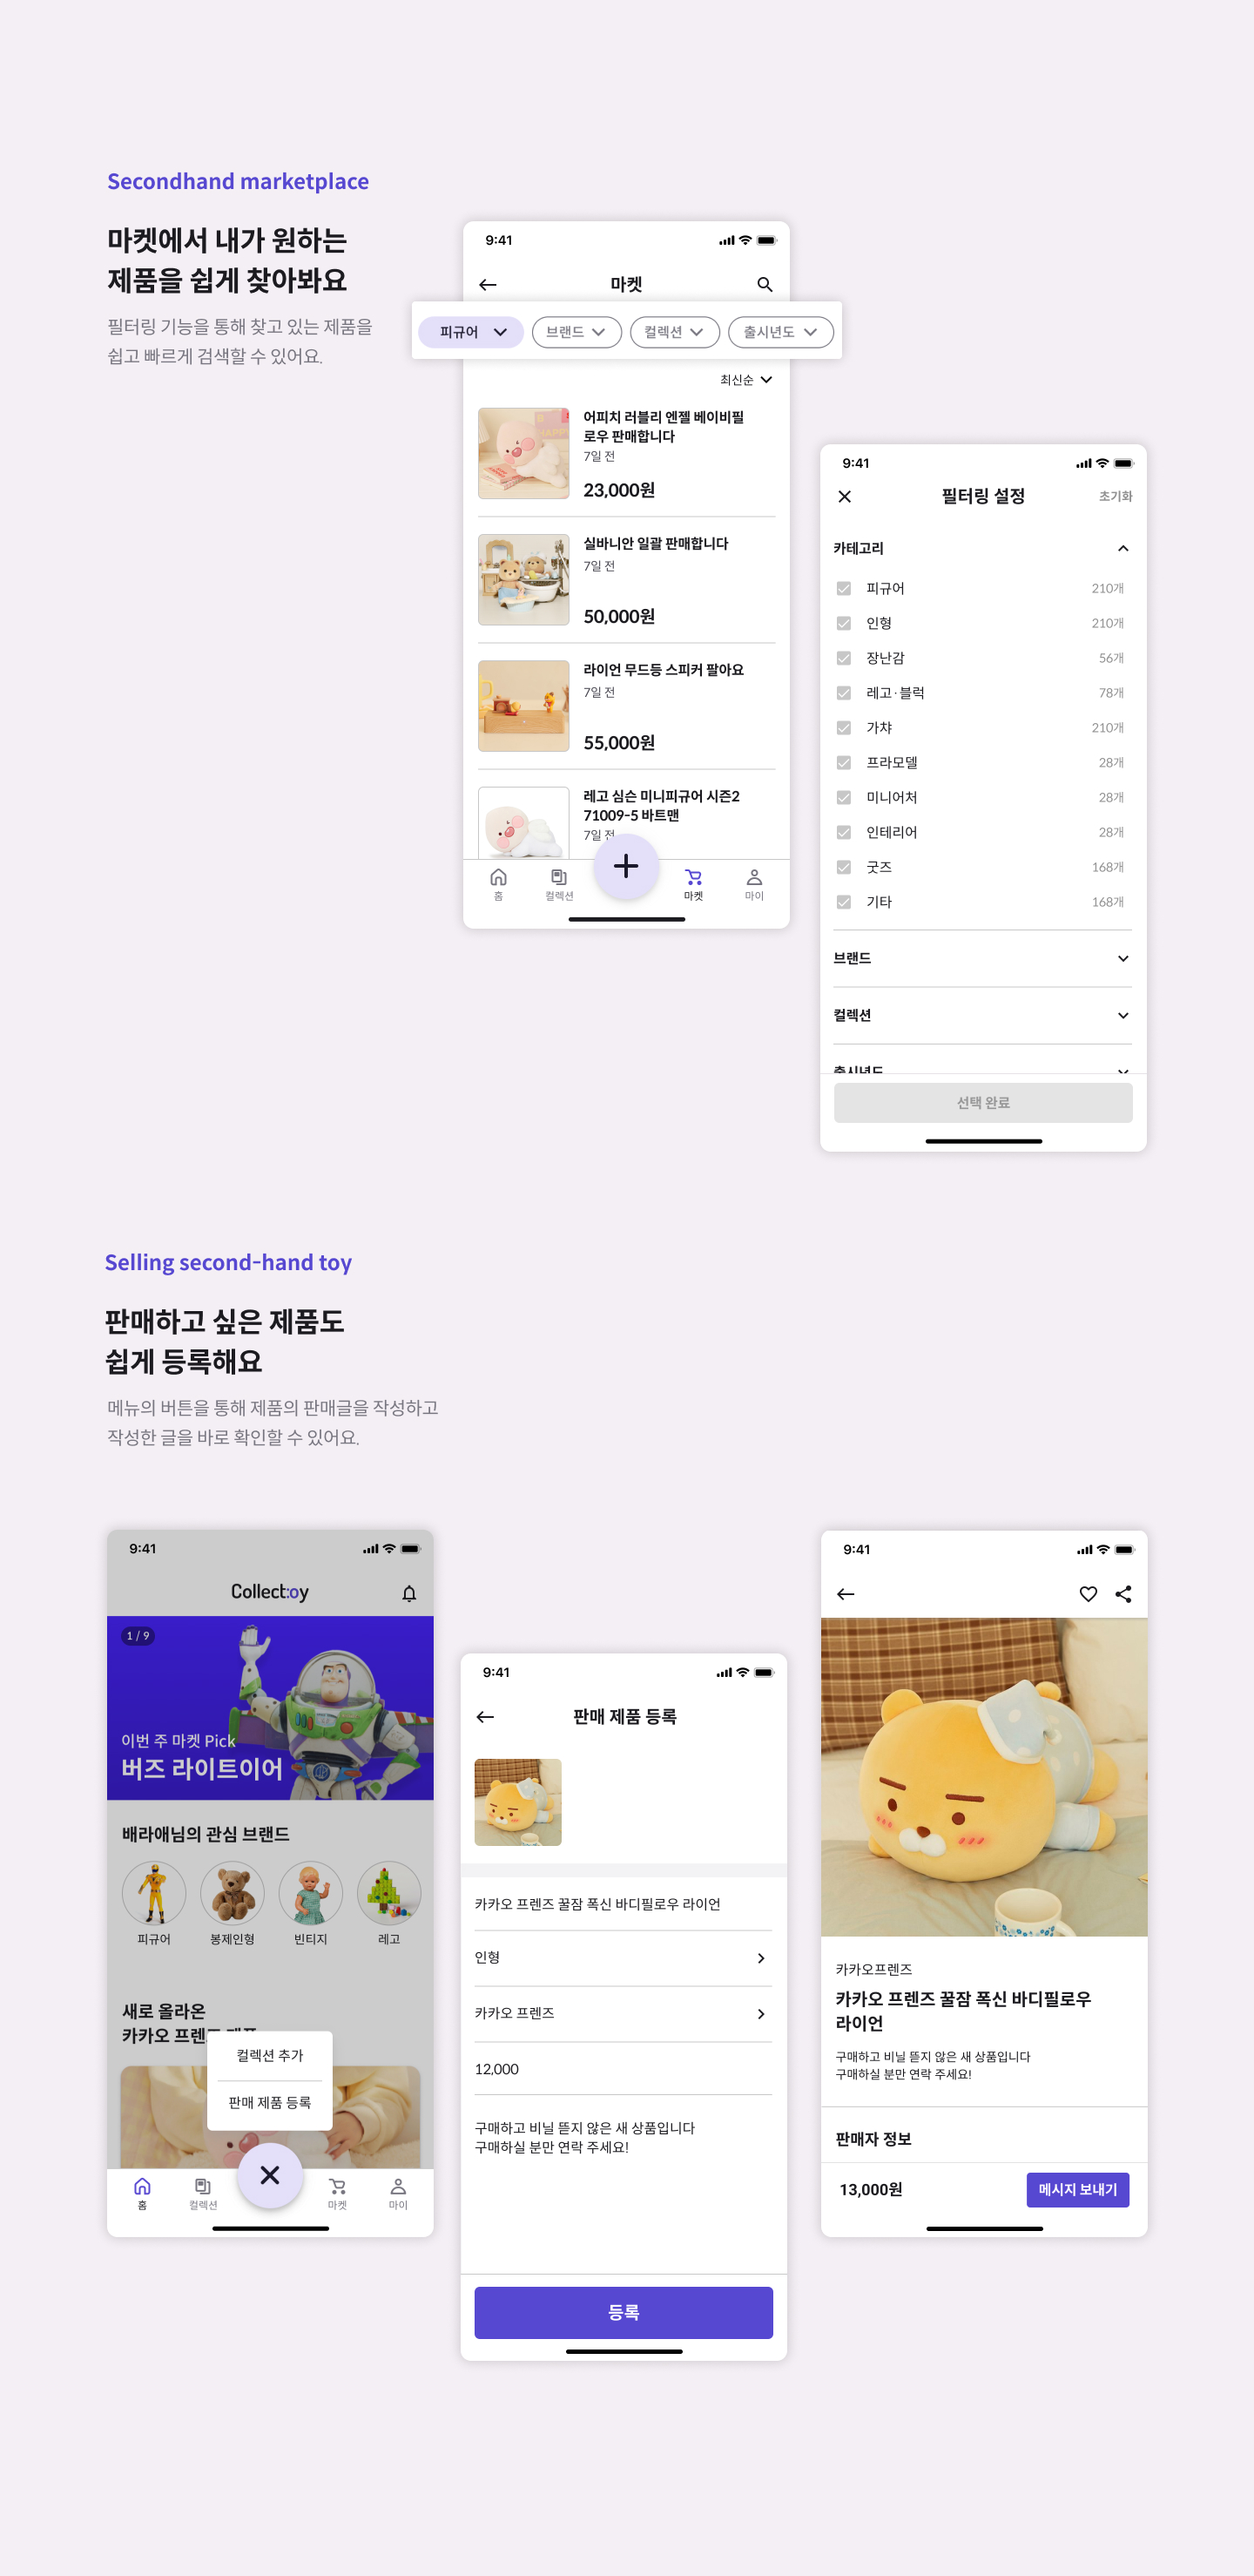 Secondhand marketplace
마켓에서 내가 원하는
제품을 쉽게 찾아봐요
필터링 기능을 통해 찾고 있는 제품을
쉽고 빠르게 검색할 수 있어요.
9:41
마켓
피규어
브랜드
컬렉션
출시년도
최신순
어피치 러블리 엔젤 베이비필
로우 판매합니다
7일 전
23,000원
실바니안 일괄 판매합니다
7일 전
50,000원
라이언 무드등 스피커 팔아요
7일 전
55,000원
레고 심슨 미니피규어 시즌2
71009-5 바트맨
7일 전
홈
컬렉션
마켓
마이
9:41
필터링 설정
초기화
카테고리
피규어 210개
인형 210개
장난감 56개
레고·블럭 78개
가챠 210개
프라모델 28개
미니어처 28개
인테리어 28개
굿즈 168개
기타 168개
브랜드
컬렉션
출시년도
선택 완료
Selling second-hand toy
판매하고 싶은 제품도
쉽게 등록해요
메뉴의 버튼을 통해 제품의 판매글을 작성하고
작성한 글을 바로 확인할 수 있어요.
9:41
Collect:oy
1 / 9
이번 주 마켓 Pick
버즈 라이트이어
배라애님의 관심 브랜드
피규어
봉제인형
빈티지
레고
새로 올라온
카카오 프렌즈 제품
컬렉션 추가
판매 제품 등록
홈
컬렉션
마켓
마이
9:41
판매 제품 등록
카카오 프렌즈 꿀잠 폭신 바디필로우 라이언
인형
카카오 프렌즈
12,000
구매하고 비닐 뜯지 않은 새 상품입니다
구매하실 분만 연락 주세요!
등록
9:41
카카오프렌즈
카카오 프렌즈 꿀잠 폭신 바디필로우
라이언
구매하고 비닐 뜯지 않은 새 상품입니다
구매하실 분만 연락 주세요!
판매자 정보
13,000원
메시지 보내기